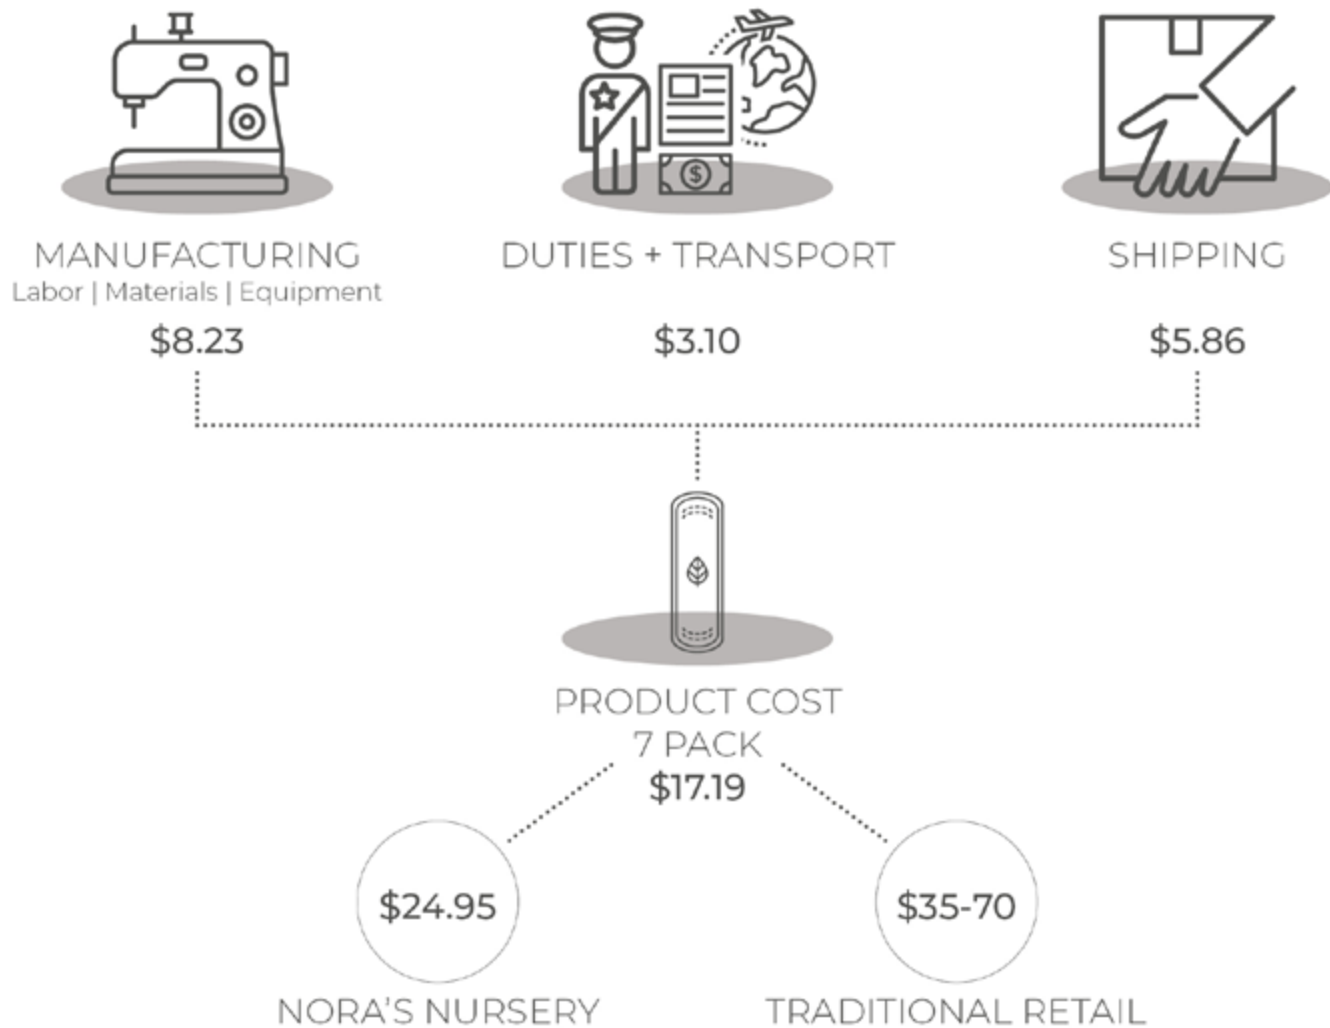 MANUFACTURING
Labor | Materials | Equipment
$8.23
DUTIES + TRANSPORT
$3.10
SHIPPING
$5.86
PRODUCT COST
7 PACK
$17.19
$24.95
NORA'S NURSERY
$35-70
TRADITIONAL RETAIL